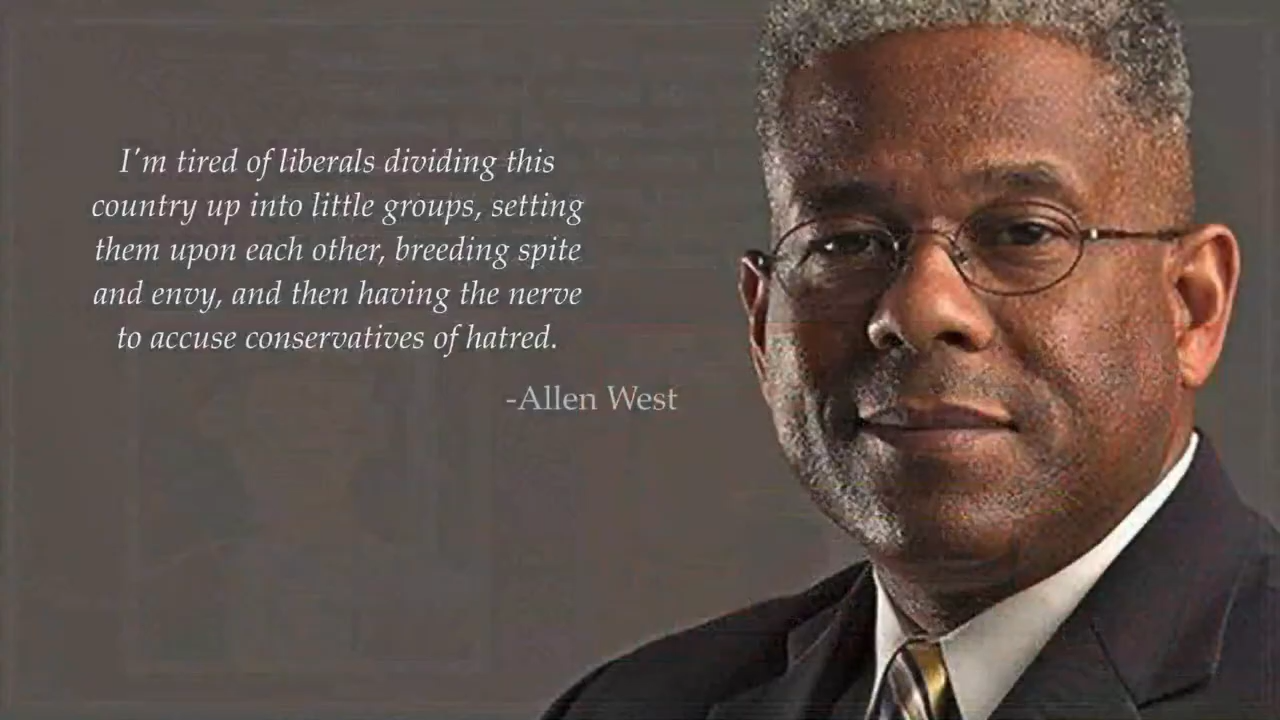 I'm tired of liberals dividing this
country up into little groups, setting
them upon each other, breeding spite
and envy, and then having the nerve
to accuse conservatives of hatred.
-Allen West